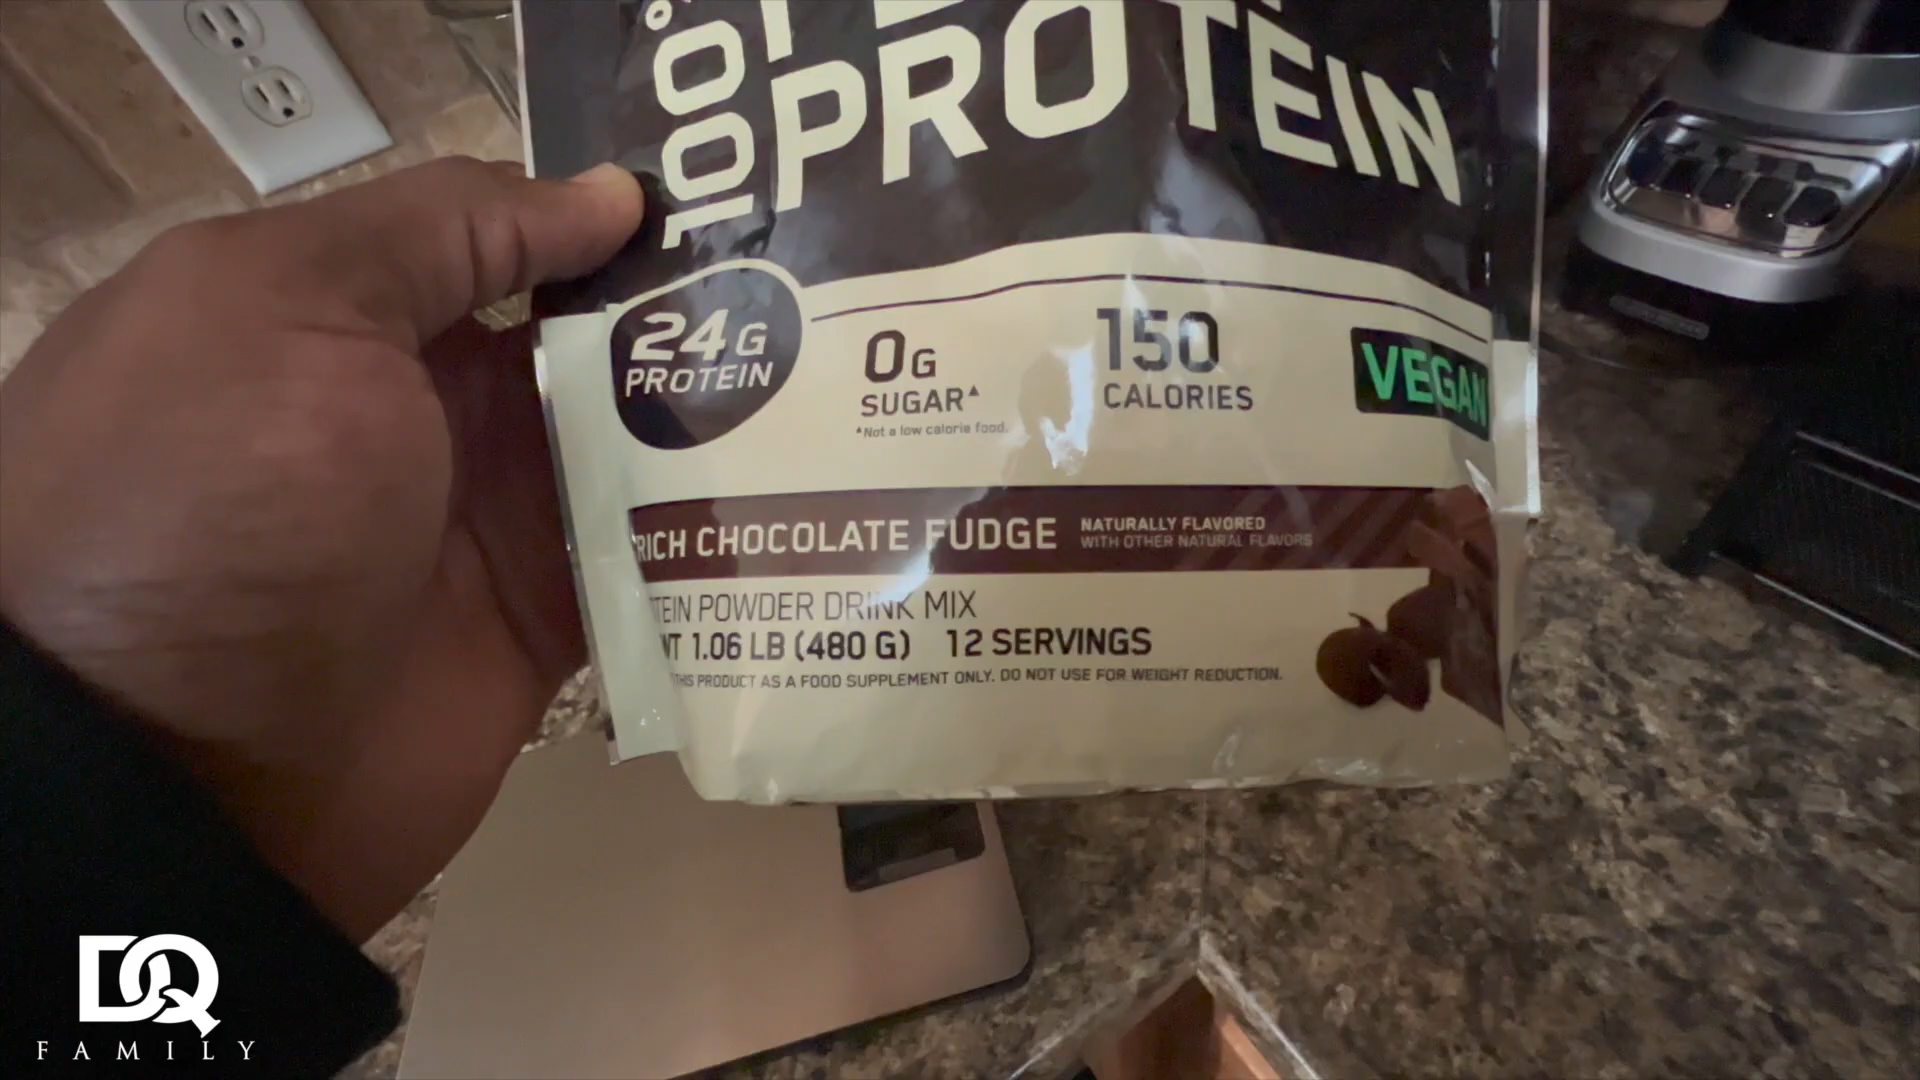 100%
PROTEIN
24G
PROTEIN
0G
SUGAR▲
▲Not a low calorie food.
150
CALORIES
VEGAN
RICH CHOCOLATE FUDGE
NATURALLY FLAVORED
WITH OTHER NATURAL FLAVORS
TEIN POWDER DRINK MIX
WT 1.06 LB (480 G) 12 SERVINGS
THIS PRODUCT AS A FOOD SUPPLEMENT ONLY. DO NOT USE FOR WEIGHT REDUCTION.
DQ
FAMILY